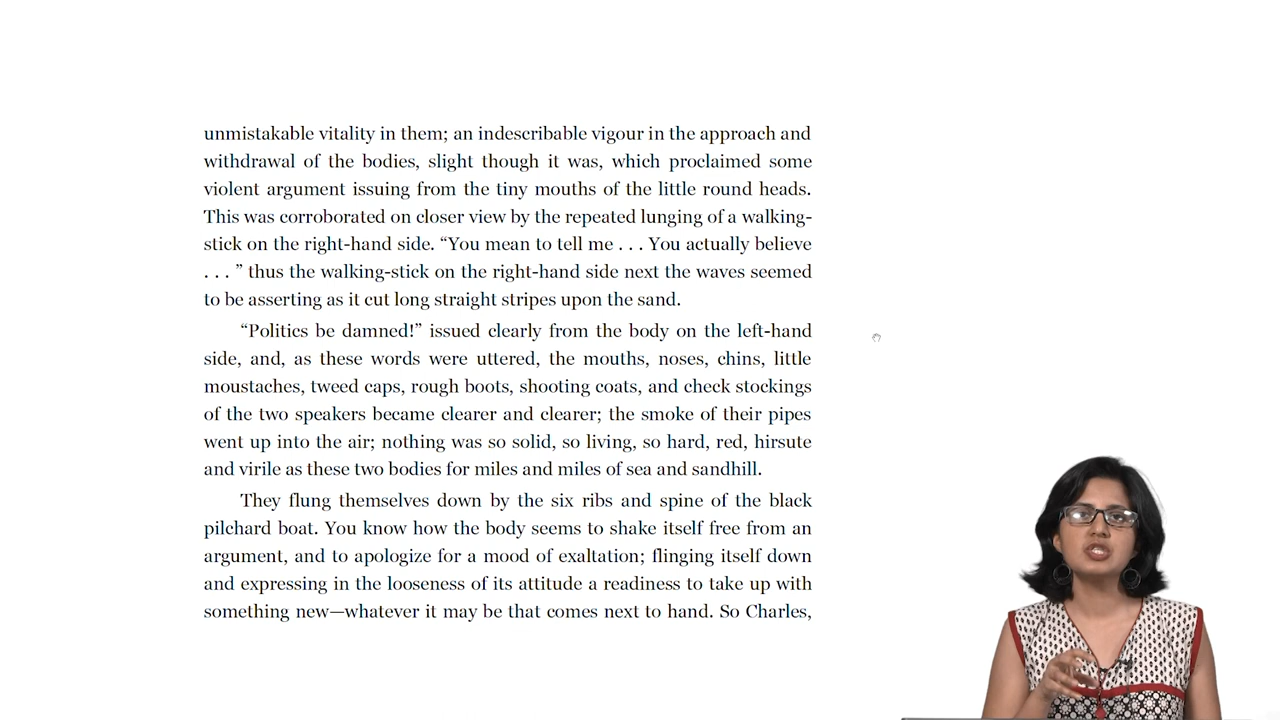 unmistakable vitality in them; an indescribable vigour in the approach and
withdrawal of the bodies, slight though it was, which proclaimed some
violent argument issuing from the tiny mouths of the little round heads.
This was corroborated on closer view by the repeated lunging of a walking-
stick on the right-hand side. “You mean to tell me . . . You actually believe
. . . ” thus the walking-stick on the right-hand side next the waves seemed
to be asserting as it cut long straight stripes upon the sand.
“Politics be damned!” issued clearly from the body on the left-hand
side, and, as these words were uttered, the mouths, noses, chins, little
moustaches, tweed caps, rough boots, shooting coats, and check stockings
of the two speakers became clearer and clearer; the smoke of their pipes
went up into the air; nothing was so solid, so living, so hard, red, hirsute
and virile as these two bodies for miles and miles of sea and sandhill.
They flung themselves down by the six ribs and spine of the black
pilchard boat. You know how the body seems to shake itself free from an
argument, and to apologize for a mood of exaltation; flinging itself down
and expressing in the looseness of its attitude a readiness to take up with
something new—whatever it may be that comes next to hand. So Charles,